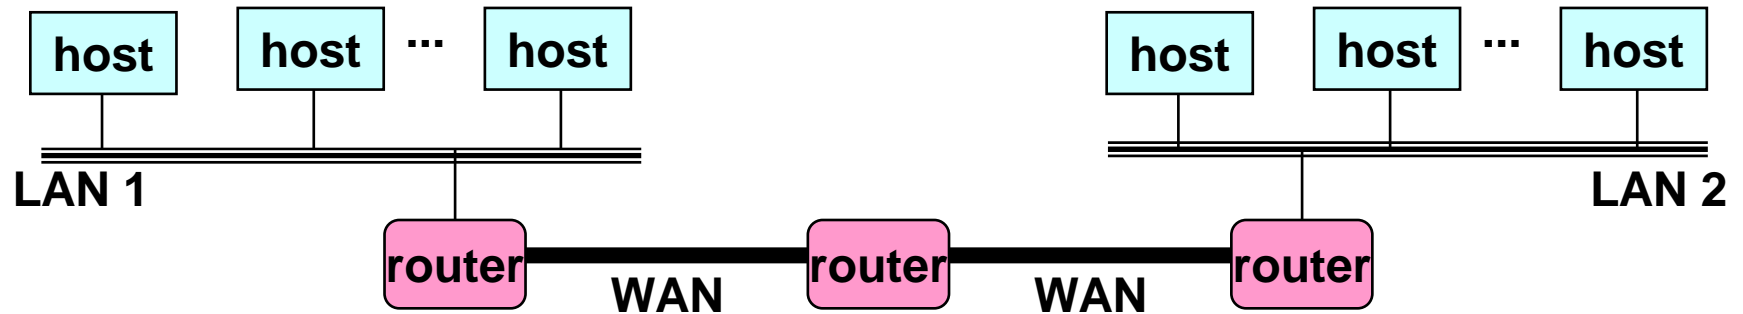 host host ... host host host ... host
LAN 1 LAN 2
router WAN router WAN router